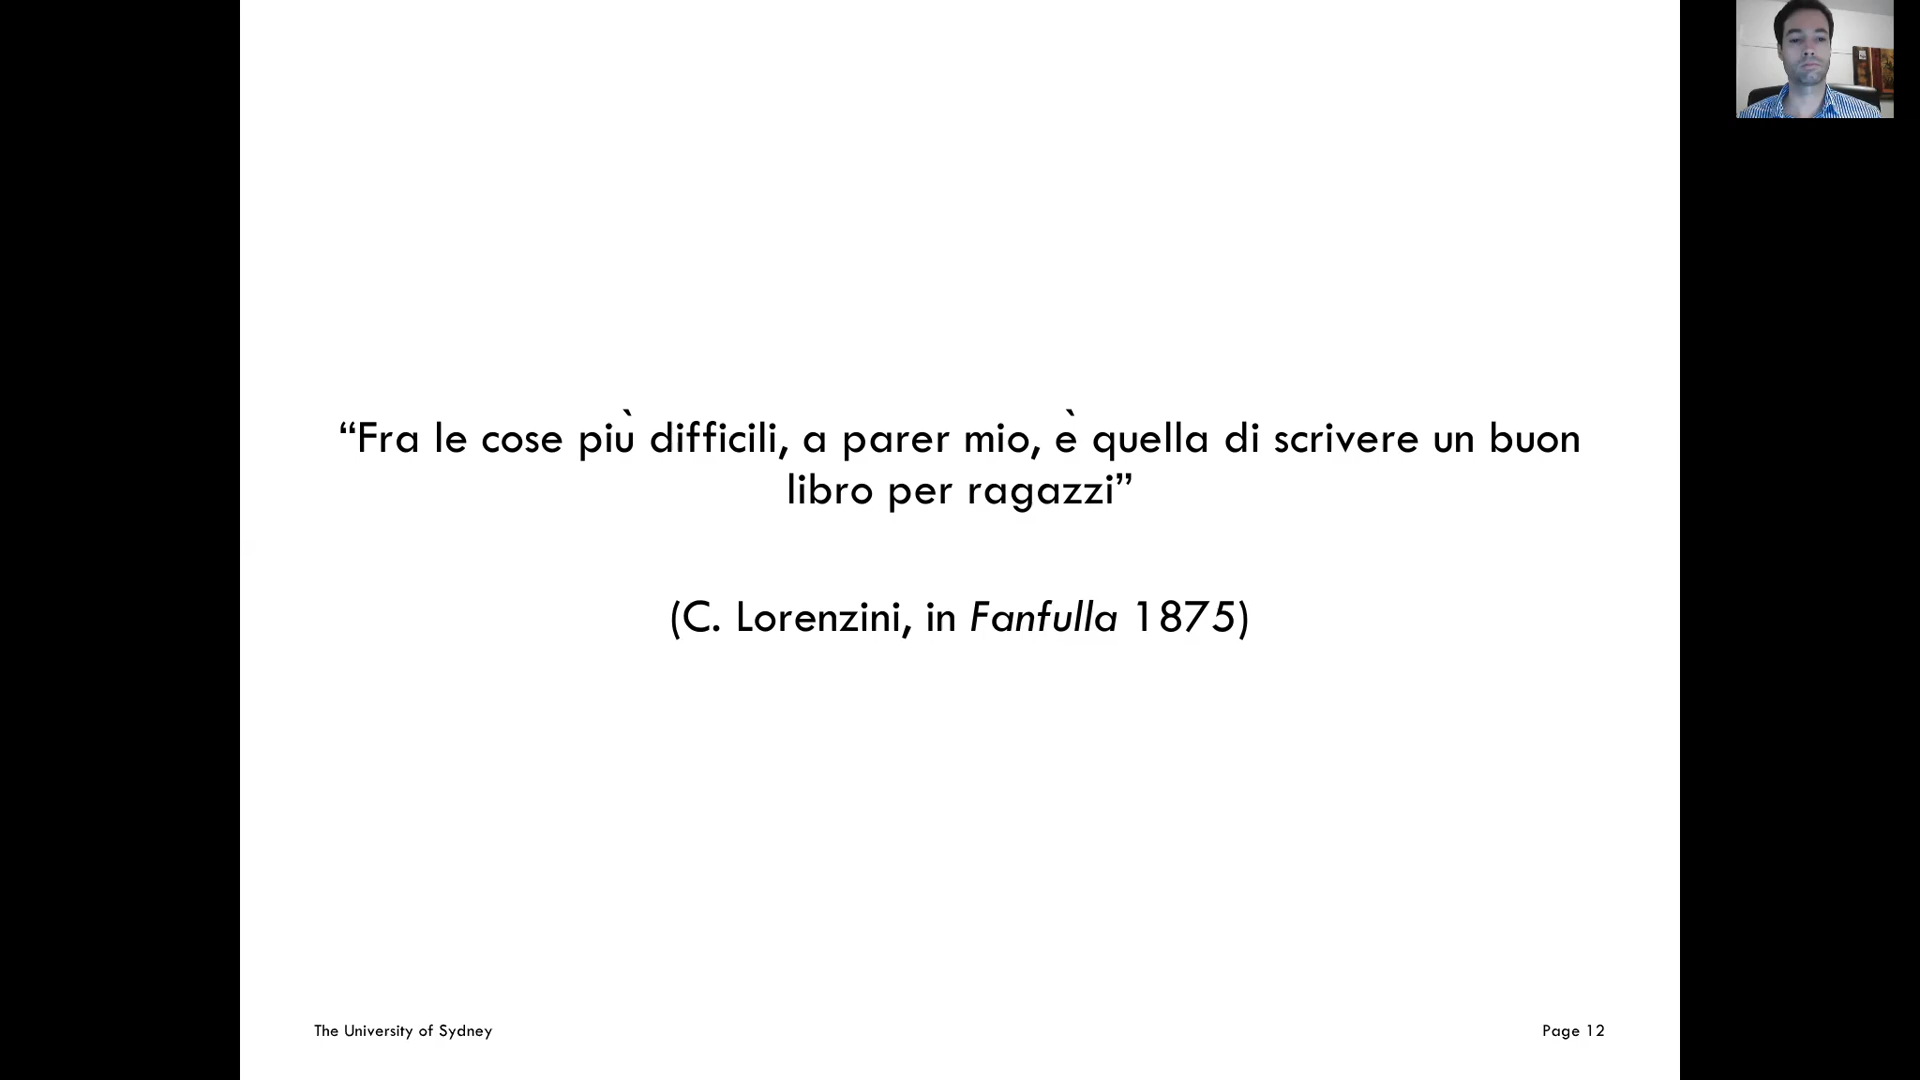 “Fra le cose più difficili, a parer mio, è quella di scrivere un buon
libro per ragazzi”
(C. Lorenzini, in Fanfulla 1875)
The University of Sydney
Page 12